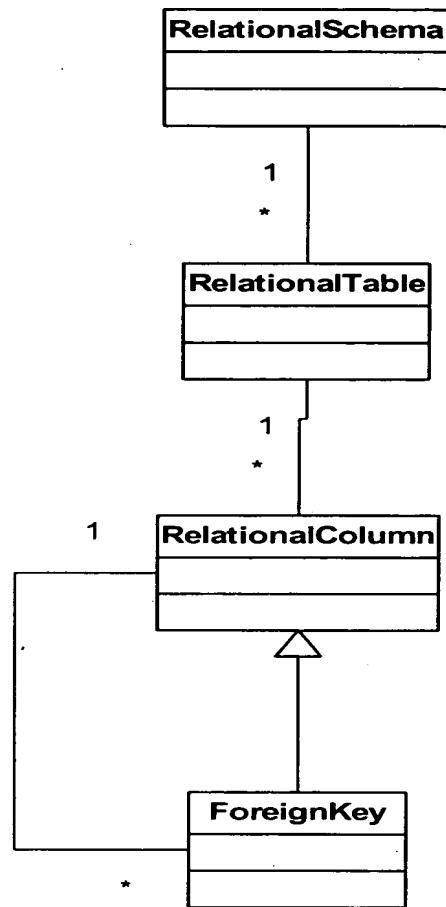 RelationalSchema
1
*
RelationalTable
1
*
1
RelationalColumn
ForeignKey
*